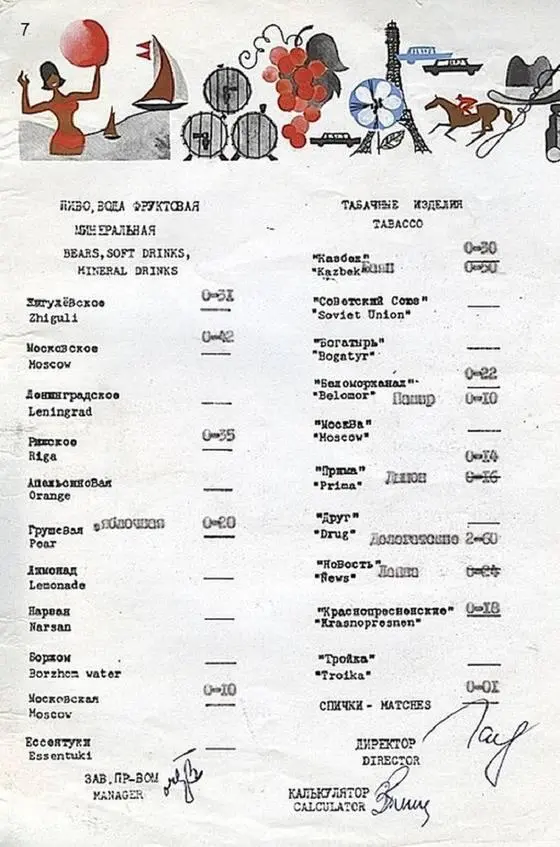 7
ПИВО, ВОДА ФРУКТОВАЯ
МИНЕРАЛЬНАЯ
BEARS, SOFT DRINKS,
MINERAL DRINKS
Жигулёвское 0-31
Zhiguli
Московское 0-42
Moscow
Ленинградское
Leningrad
Рижское 0-35
Riga
Апельсиновая
Orange
Грушевая яблочная 0-20
Pear
Лимонад
Lemonade
Нарзан
Narsan
Боржом
Borzhom water
Московская 0-10
Moscow
Ессентуки
Essentuki
ЗАВ. ПР-ВОМ
MANAGER
ТАБАЧНЫЕ ИЗДЕЛИЯ
TABACCO
"Казбек" 0-30
"Kazbek" 0-50
"Советский Союз"
"Soviet Union"
"Богатырь"
"Bogatyr"
"Беломорканал" 0-22
"Belomor" Памир 0-10
"Москва"
"Moscow"
"Прима" 0-14
"Prima" 0-16
"Друг"
"Drug" 2-60
"Новость"
"News" 0-24
"Краснопресненские" 0-18
"Krasnopresnen"
"Тройка"
"Troika"
СПИЧКИ - MATCHES 0-01
ДИРЕКТОР
DIRECTOR
КАЛЬКУЛЯТОР
CALCULATOR